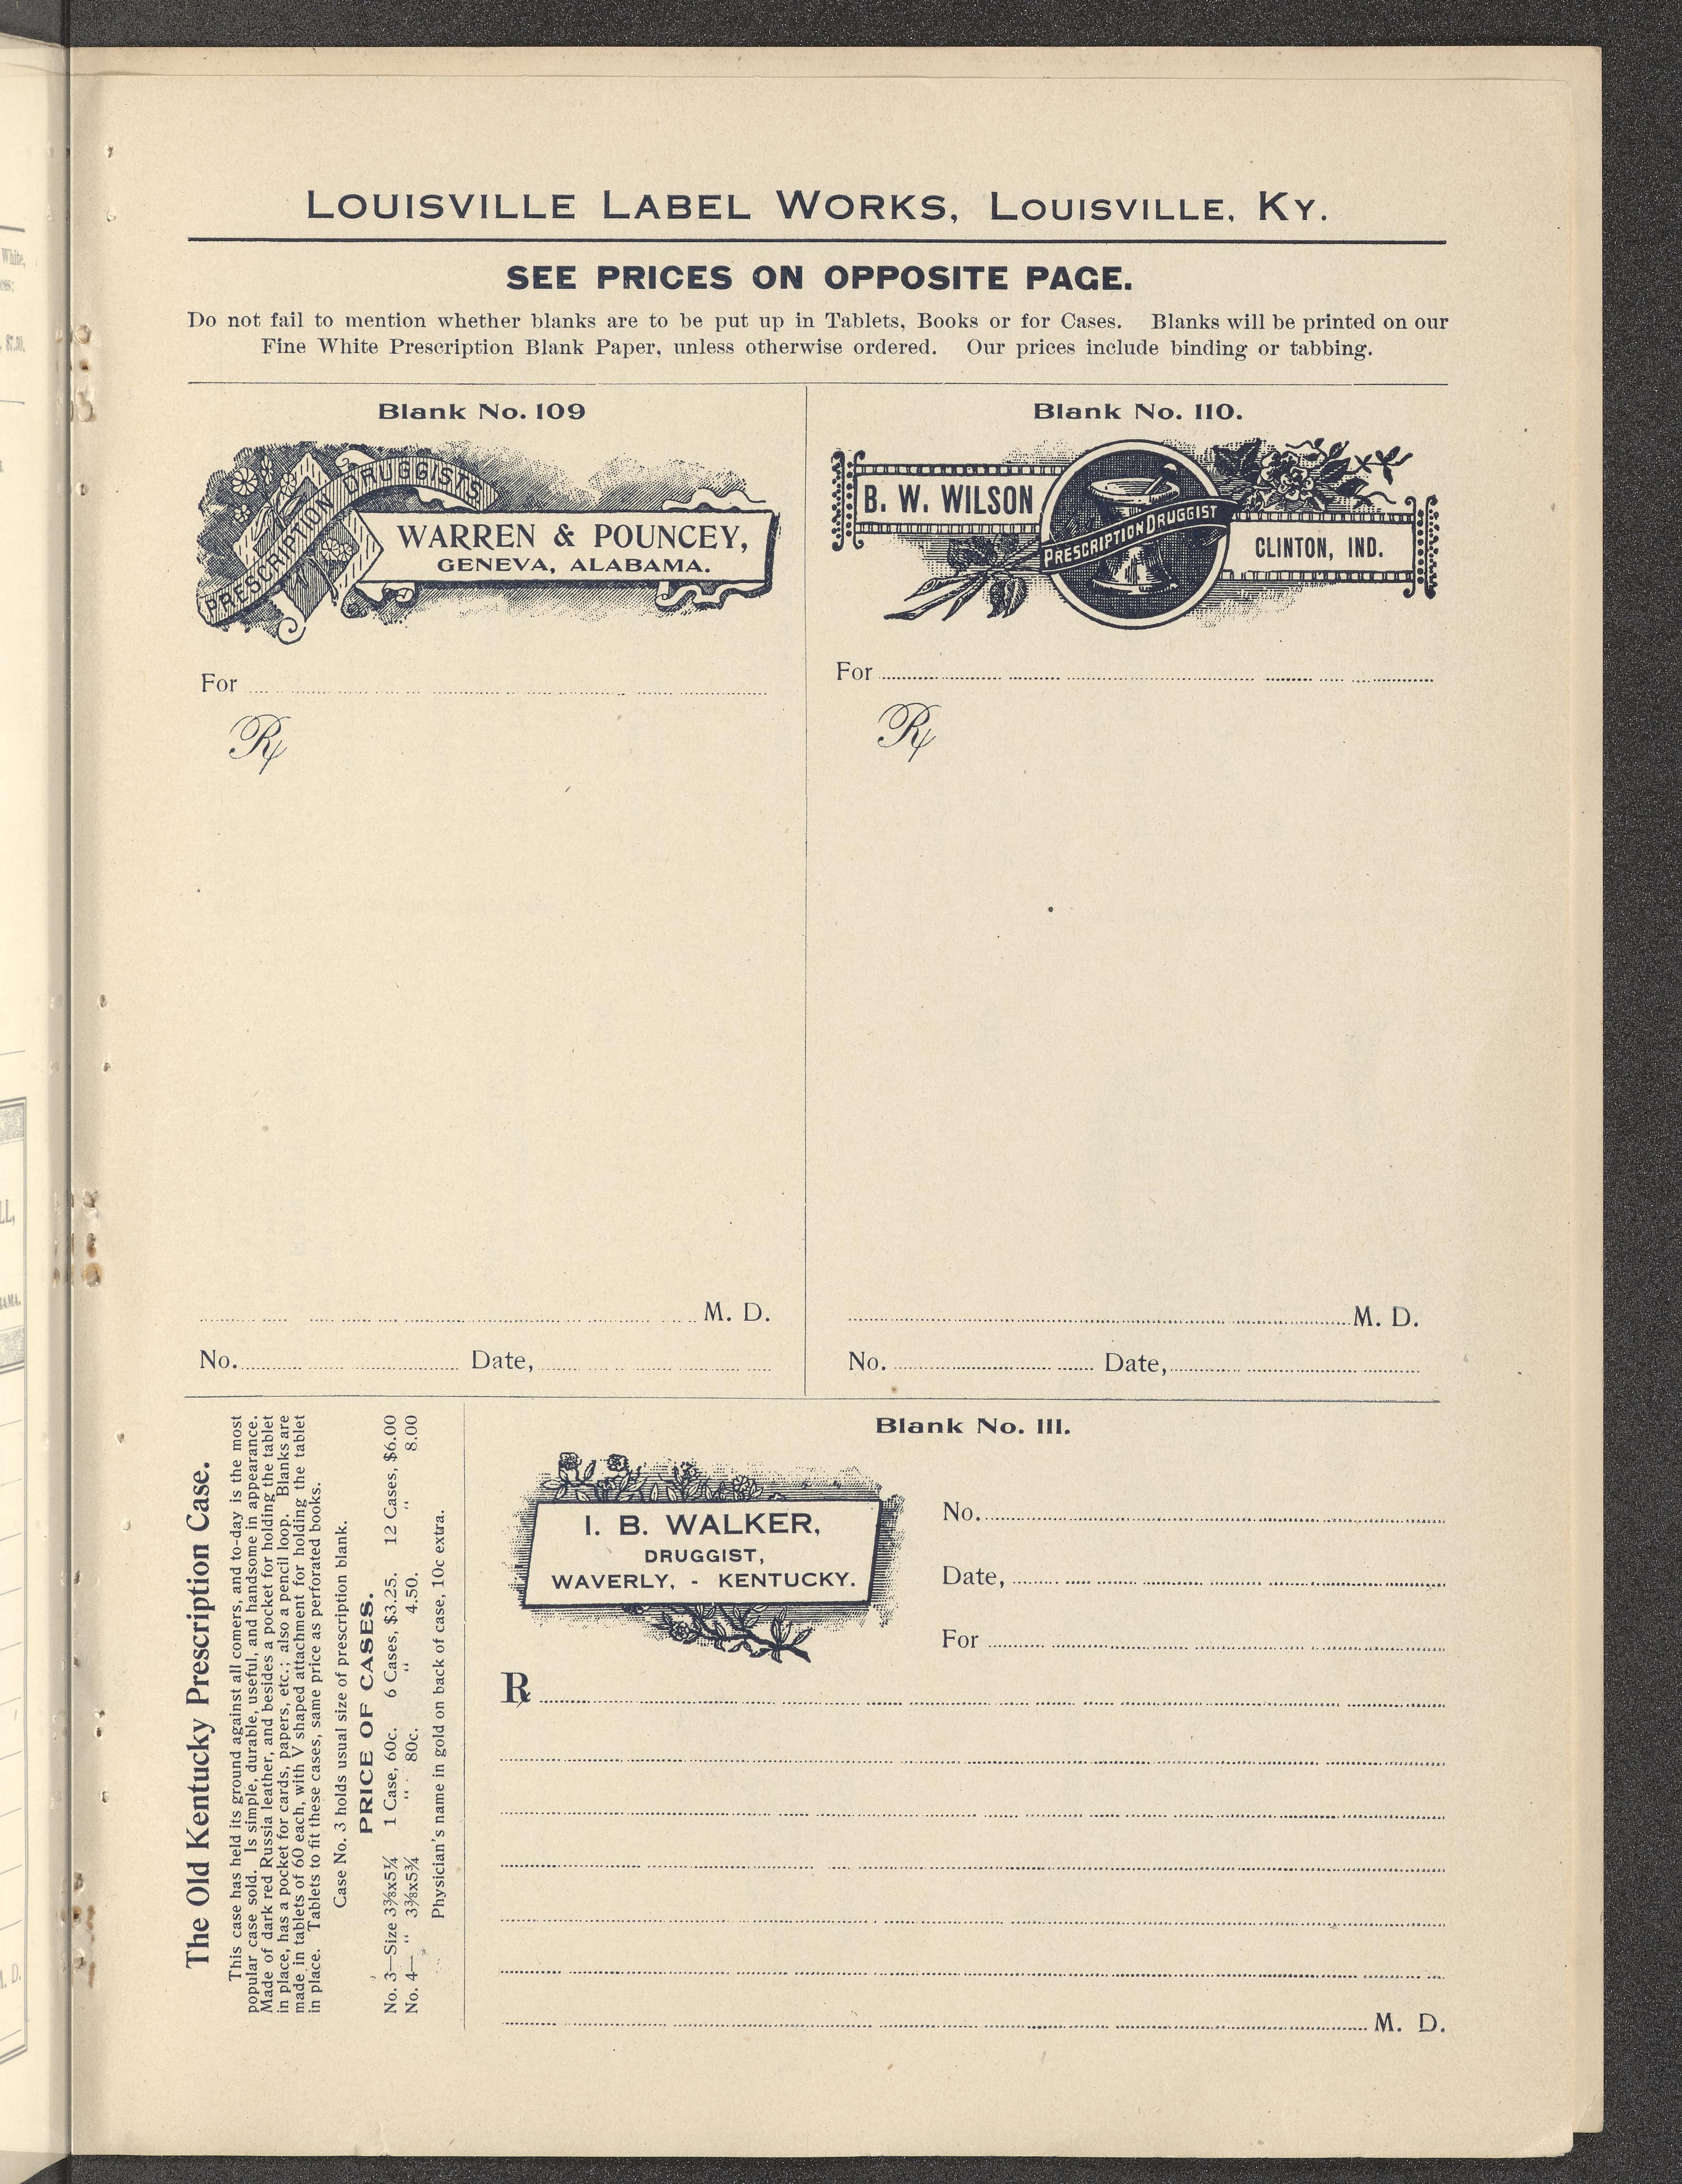 LOUISVILLE LABEL WORKS, LOUISVILLE, KY.
SEE PRICES ON OPPOSITE PAGE.
Do not fail to mention whether blanks are to be put up in Tablets, Books or for Cases. Blanks will be printed on our
Fine White Prescription Blank Paper, unless otherwise ordered. Our prices include binding or tabbing.
Blank No. 109
PRESCRIPTION DRUGGISTS
WARREN & POUNCEY,
GENEVA, ALABAMA.
For
℞
M. D.
No. Date,
Blank No. 110.
B. W. WILSON
PRESCRIPTION DRUGGIST
CLINTON, IND.
For
℞
M. D.
No. Date,
The Old Kentucky Prescription Case.
This case has held its ground against all comers, and to-day is the most
popular case sold. Is simple, durable, useful, and handsome in appearance.
Made of dark red Russia leather, and besides a pocket for holding the tablet
in place, has a pocket for cards, papers, etc.; also a pencil loop. Blanks are
made in tablets of 60 each, with V shaped attachment for holding the tablet
in place. Tablets to fit these cases, same price as perforated books.
Case No. 3 holds usual size of prescription blank.
PRICE OF CASES.
No. 3—Size 3⅜x5¼ 1 Case, 60c. 6 Cases, $3.25. 12 Cases, $6.00
No. 4— " 3⅜x5¾ " 80c. " 4.50. " 8.00
Physician's name in gold on back of case, 10c extra.
Blank No. 111.
I. B. WALKER,
DRUGGIST,
WAVERLY, - KENTUCKY.
No.
Date,
For
℞
M. D.
White,
$7.50,
LL,
BAMA.
. D.